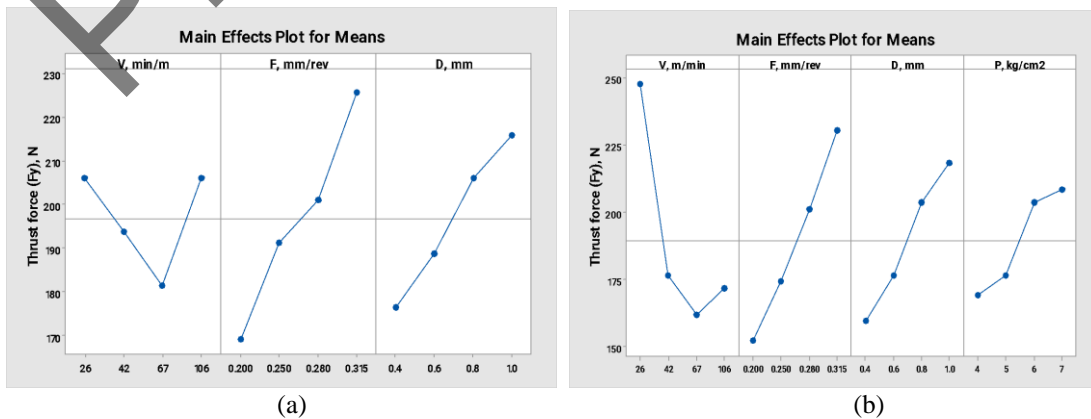 Main Effects Plot for Means
V, min/m F, mm/rev D, mm
Thrust force (Fy), N
230
220
210
200
190
180
170
26 42 67 106 0.200 0.250 0.280 0.315 0.4 0.6 0.8 1.0
(a)
Main Effects Plot for Means
V, m/min F, mm/rev D, mm P, kg/cm2
Thrust force (Fy), N
250
225
200
175
150
26 42 67 106 0.200 0.250 0.280 0.315 0.4 0.6 0.8 1.0 4 5 6 7
(b)